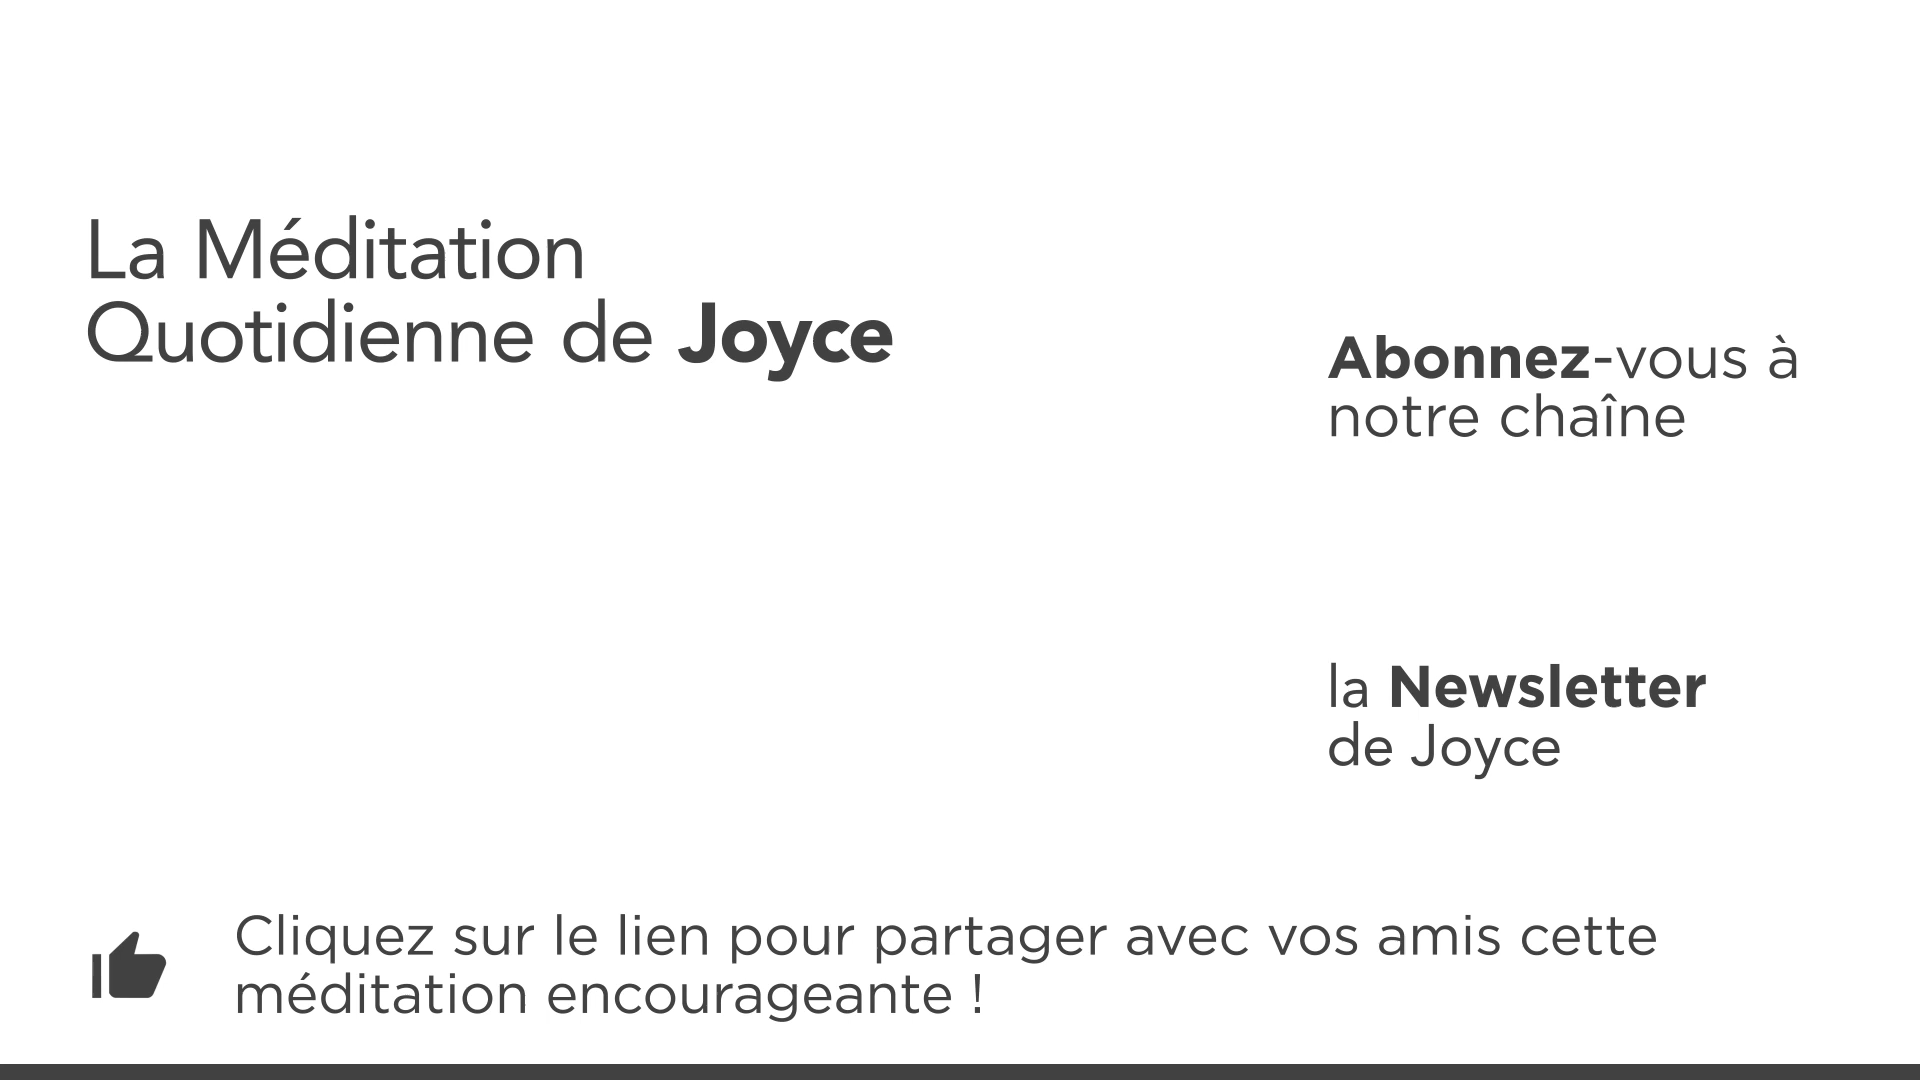 La Méditation
Quotidienne de Joyce
Abonnez-vous à
notre chaîne
la Newsletter
de Joyce
Cliquez sur le lien pour partager avec vos amis cette
méditation encourageante !